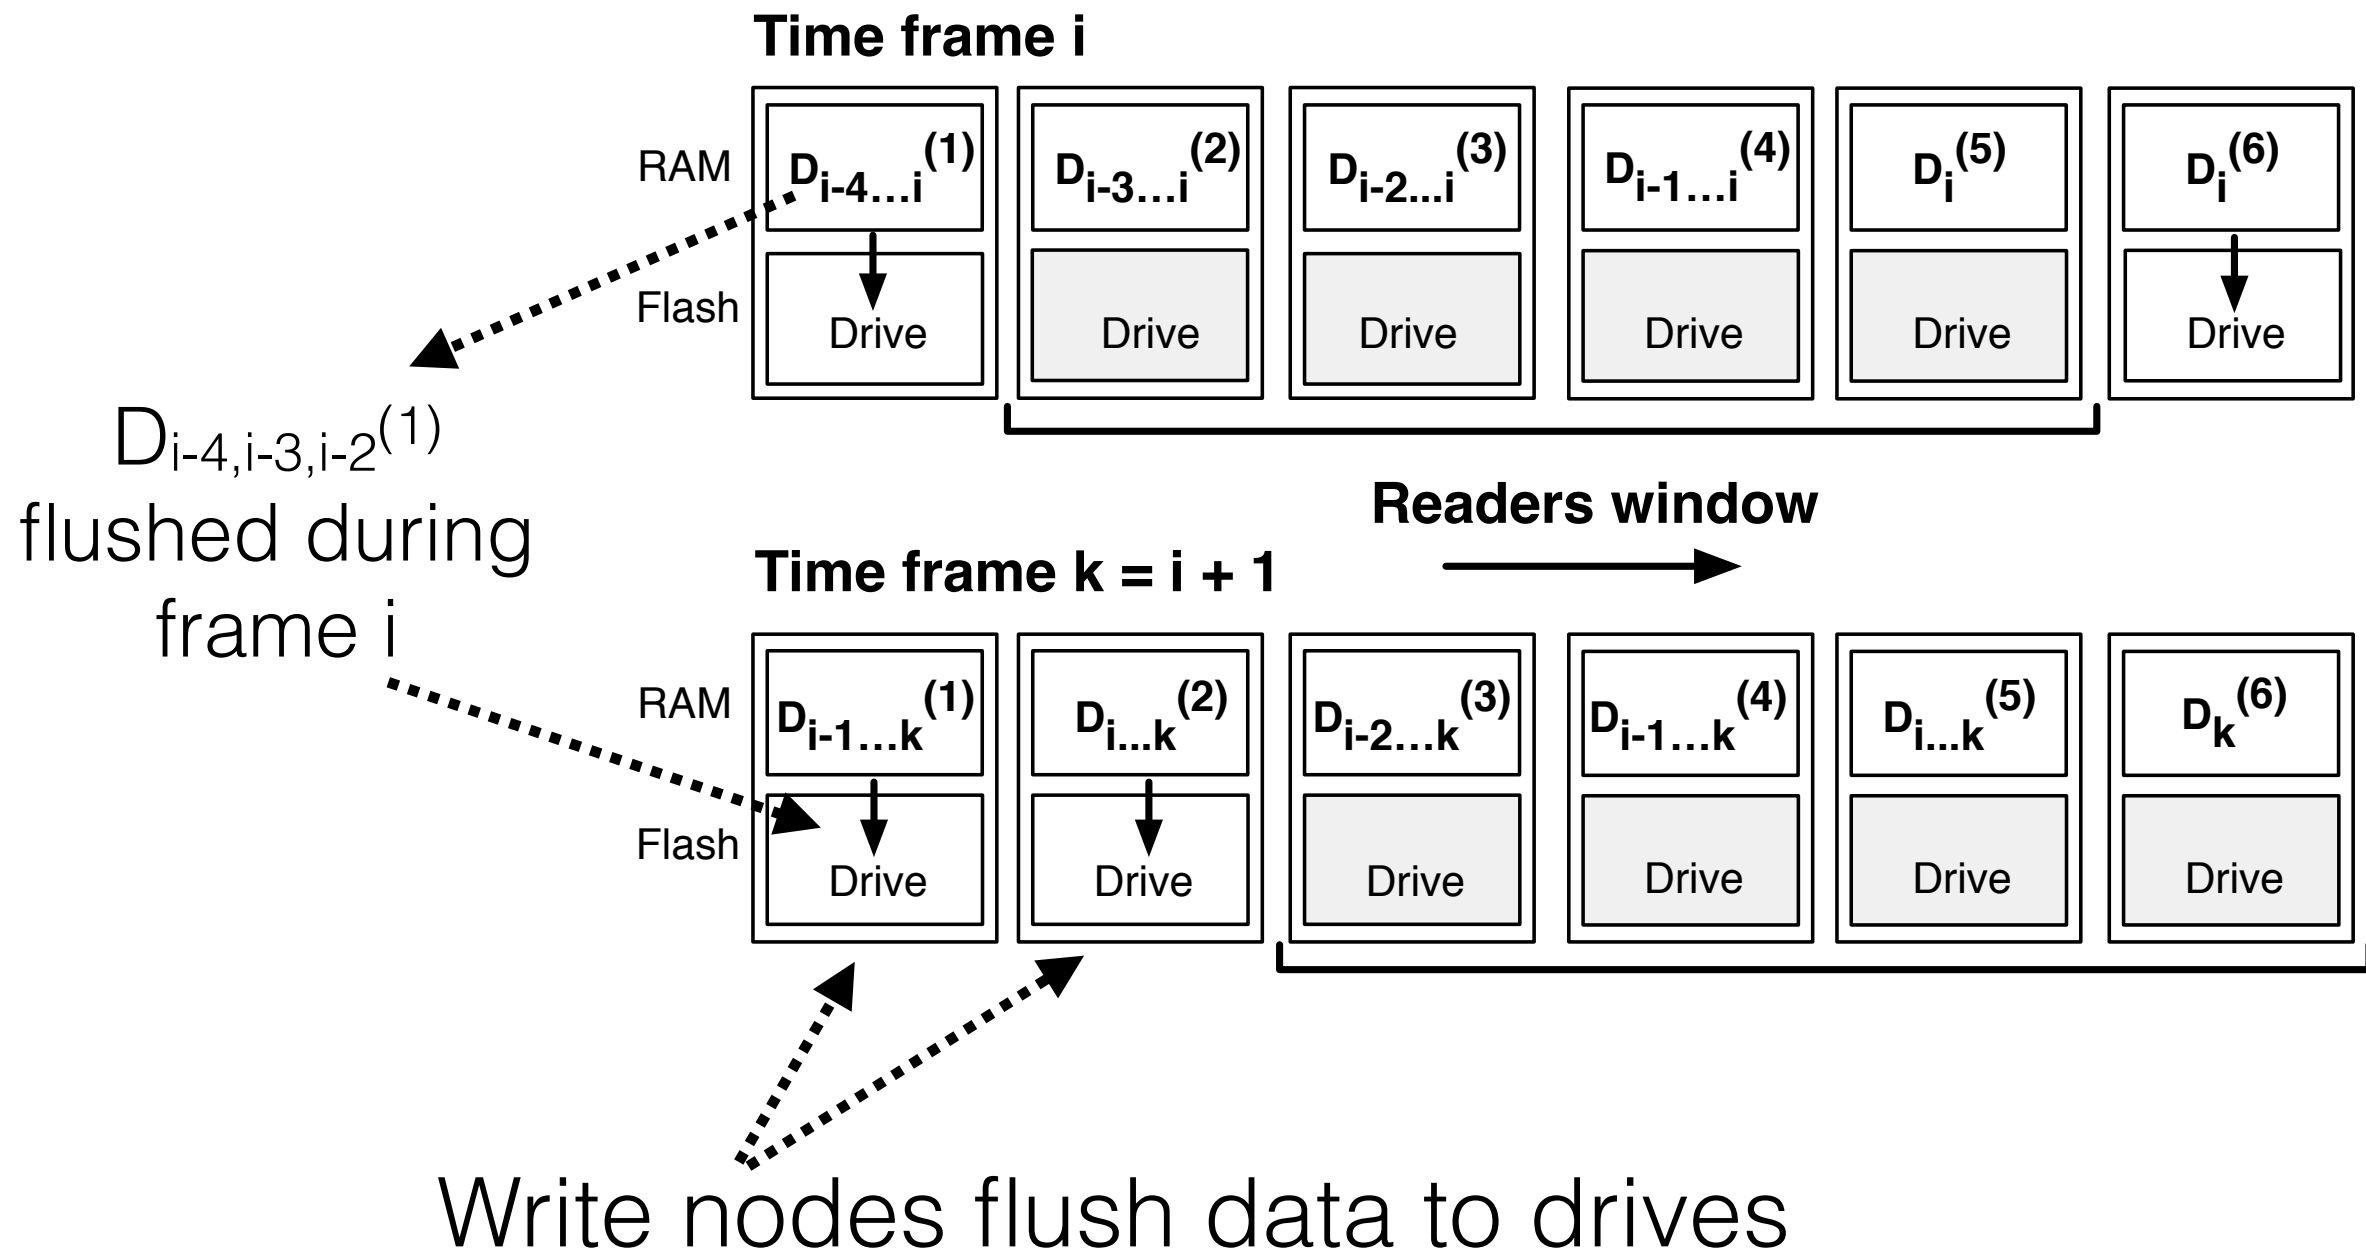 Time frame i
RAM
D_{i-4...i}^{(1)}
D_{i-3...i}^{(2)}
D_{i-2...i}^{(3)}
D_{i-1...i}^{(4)}
D_i^{(5)}
D_i^{(6)}
Flash
Drive
Drive
Drive
Drive
Drive
Drive
D_{i-4,i-3,i-2}^{(1)}
flushed during
frame i
Readers window
Time frame k = i + 1
RAM
D_{i-1...k}^{(1)}
D_{i...k}^{(2)}
D_{i-2...k}^{(3)}
D_{i-1...k}^{(4)}
D_{i...k}^{(5)}
D_k^{(6)}
Flash
Drive
Drive
Drive
Drive
Drive
Drive
Write nodes flush data to drives